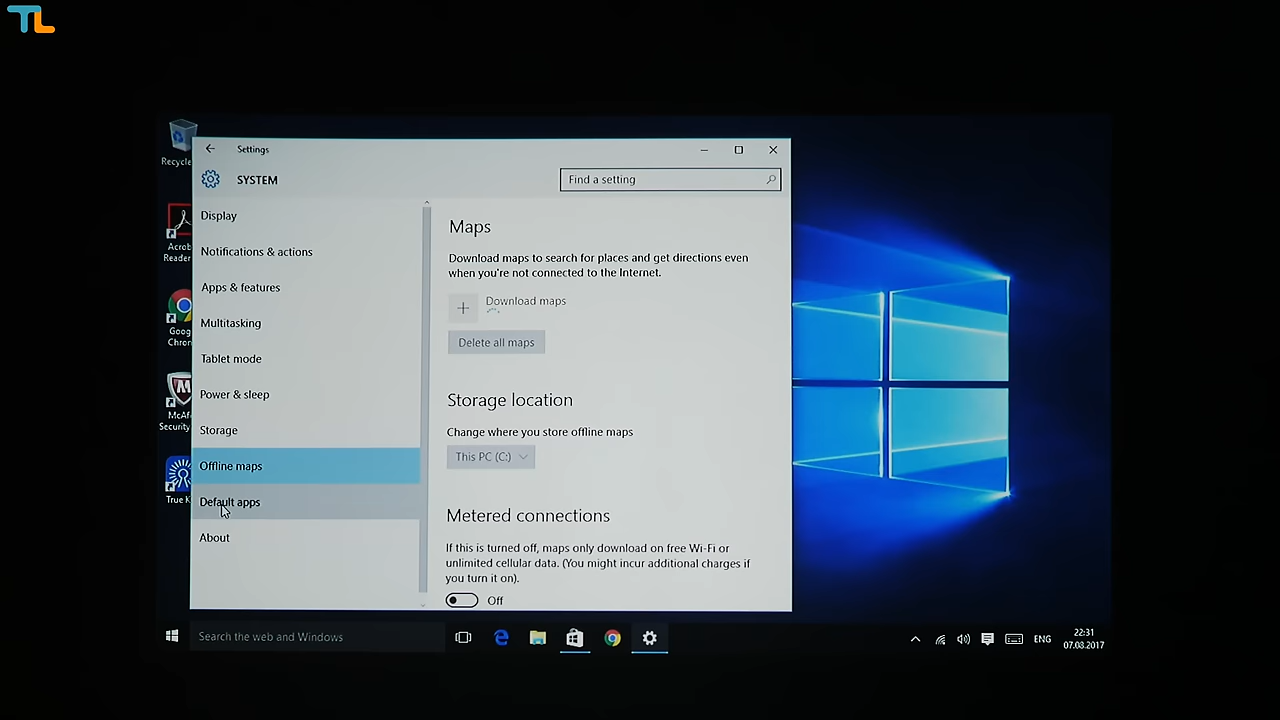 TL
Recycle
Settings
SYSTEM
Find a setting
Display
Notifications & actions
Apps & features
Multitasking
Tablet mode
Power & sleep
Storage
Offline maps
Default apps
About
Maps
Download maps to search for places and get directions even
when you're not connected to the Internet.
Download maps
Delete all maps
Storage location
Change where you store offline maps
This PC (C:)
Metered connections
If this is turned off, maps only download on free Wi-Fi or
unlimited cellular data. (You might incur additional charges if
you turn it on).
Off
Acrob
Reader
Goog
Chron
McAf
Security
True K
Search the web and Windows
ENG
22:31
07.08.2017